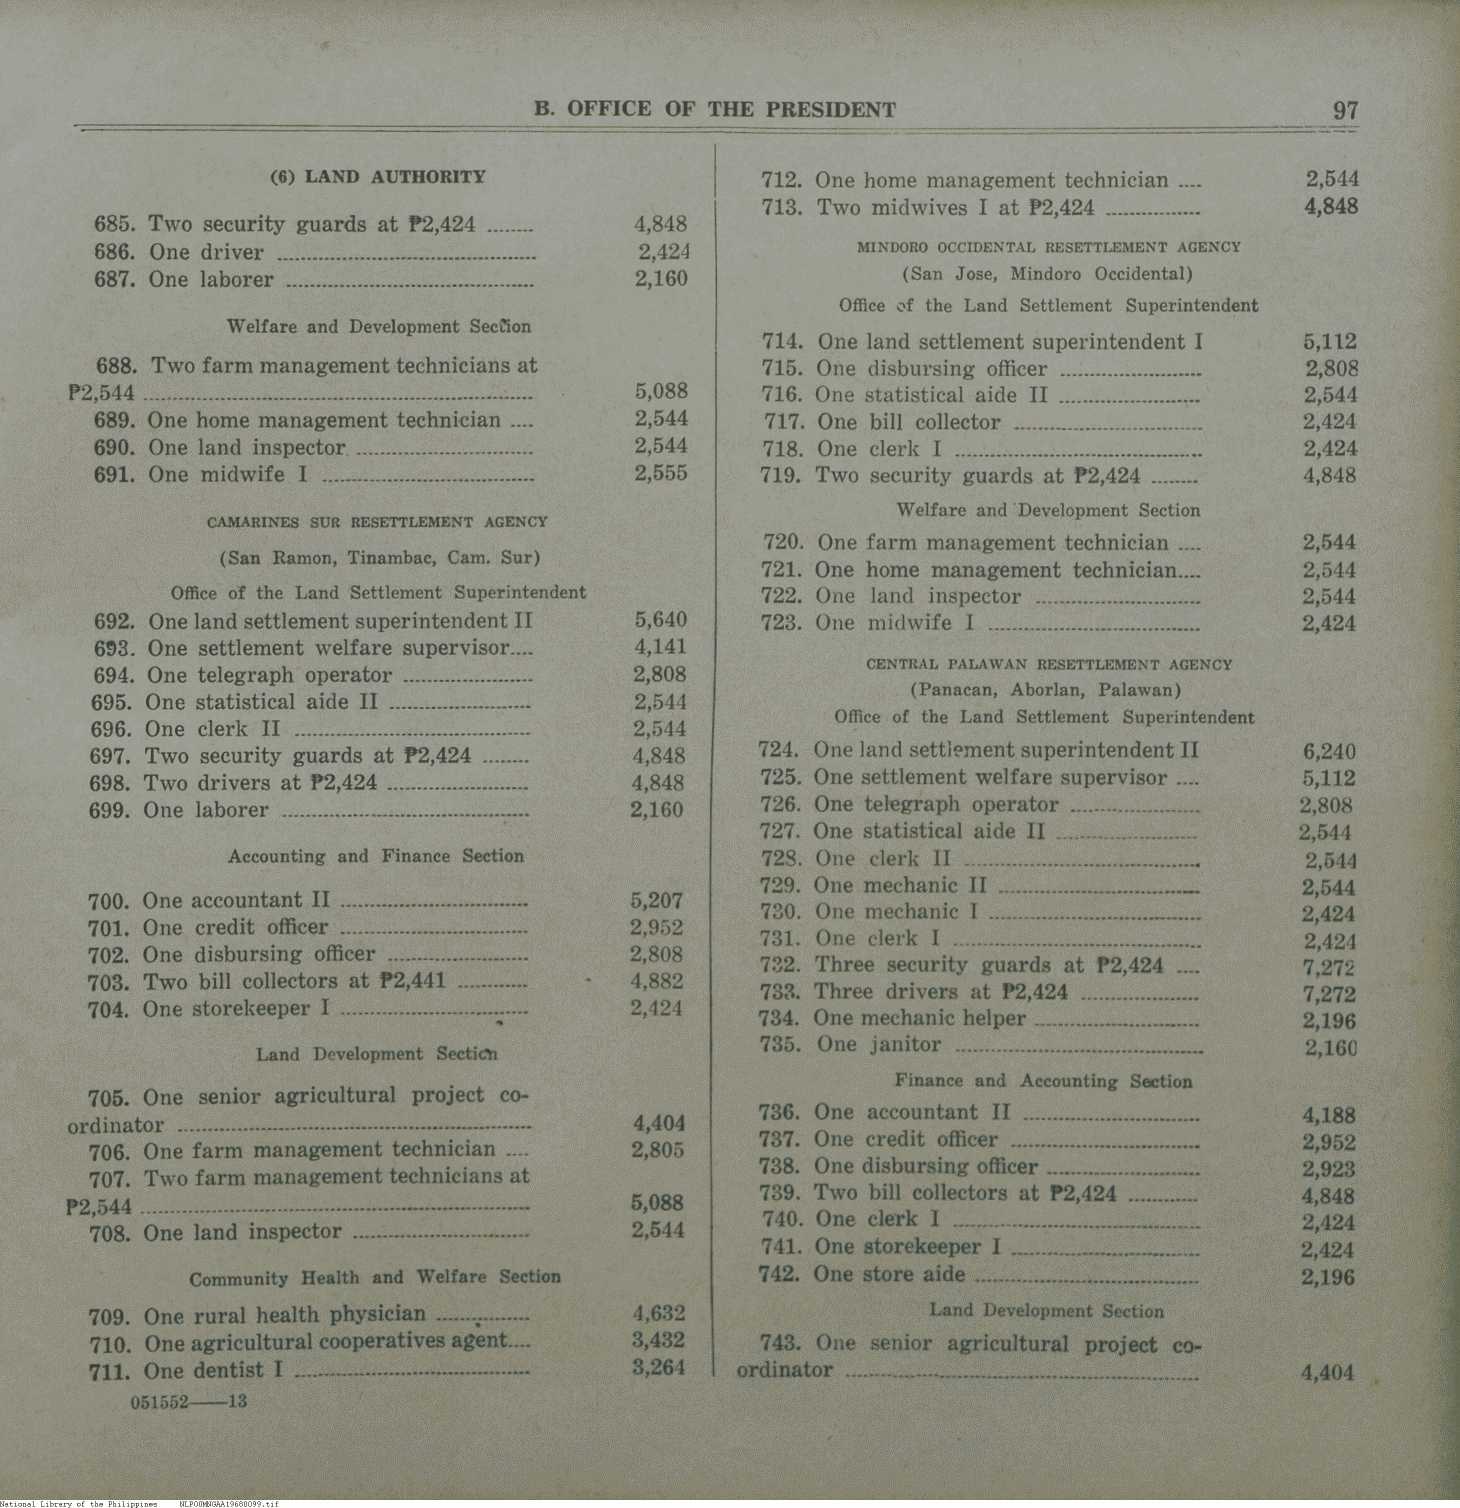 B. OFFICE OF THE PRESIDENT 97
(6) LAND AUTHORITY
685. Two security guards at ₱2,424 ........ 4,848
686. One driver ........ 2,424
687. One laborer ........ 2,160
Welfare and Development Section
688. Two farm management technicians at
₱2,544 ........ 5,088
689. One home management technician .... 2,544
690. One land inspector ........ 2,544
691. One midwife I ........ 2,555
CAMARINES SUR RESETTLEMENT AGENCY
(San Ramon, Tinambac, Cam. Sur)
Office of the Land Settlement Superintendent
692. One land settlement superintendent II 5,640
693. One settlement welfare supervisor.... 4,141
694. One telegraph operator ........ 2,808
695. One statistical aide II ........ 2,544
696. One clerk II ........ 2,544
697. Two security guards at ₱2,424 ........ 4,848
698. Two drivers at ₱2,424 ........ 4,848
699. One laborer ........ 2,160
Accounting and Finance Section
700. One accountant II ........ 5,207
701. One credit officer ........ 2,952
702. One disbursing officer ........ 2,808
703. Two bill collectors at ₱2,441 ........ 4,882
704. One storekeeper I ........ 2,424
Land Development Section
705. One senior agricultural project co-
ordinator ........ 4,404
706. One farm management technician .... 2,805
707. Two farm management technicians at
₱2,544 ........ 5,088
708. One land inspector ........ 2,544
Community Health and Welfare Section
709. One rural health physician ........ 4,632
710. One agricultural cooperatives agent.... 3,432
711. One dentist I ........ 3,264
051552——13
712. One home management technician .... 2,544
713. Two midwives I at ₱2,424 ........ 4,848
MINDORO OCCIDENTAL RESETTLEMENT AGENCY
(San Jose, Mindoro Occidental)
Office of the Land Settlement Superintendent
714. One land settlement superintendent I 5,112
715. One disbursing officer ........ 2,808
716. One statistical aide II ........ 2,544
717. One bill collector ........ 2,424
718. One clerk I ........ 2,424
719. Two security guards at ₱2,424 ........ 4,848
Welfare and Development Section
720. One farm management technician .... 2,544
721. One home management technician.... 2,544
722. One land inspector ........ 2,544
723. One midwife I ........ 2,424
CENTRAL PALAWAN RESETTLEMENT AGENCY
(Panacan, Aborlan, Palawan)
Office of the Land Settlement Superintendent
724. One land settlement superintendent II 6,240
725. One settlement welfare supervisor .... 5,112
726. One telegraph operator ........ 2,808
727. One statistical aide II ........ 2,544
728. One clerk II ........ 2,544
729. One mechanic II ........ 2,544
730. One mechanic I ........ 2,424
731. One clerk I ........ 2,424
732. Three security guards at ₱2,424 .... 7,272
733. Three drivers at ₱2,424 ........ 7,272
734. One mechanic helper ........ 2,196
735. One janitor ........ 2,160
Finance and Accounting Section
736. One accountant II ........ 4,188
737. One credit officer ........ 2,952
738. One disbursing officer ........ 2,923
739. Two bill collectors at ₱2,424 ........ 4,848
740. One clerk I ........ 2,424
741. One storekeeper I ........ 2,424
742. One store aide ........ 2,196
Land Development Section
743. One senior agricultural project co-
ordinator ........ 4,404
National Library of the Philippines NLPO0MNGAA19680099.tif